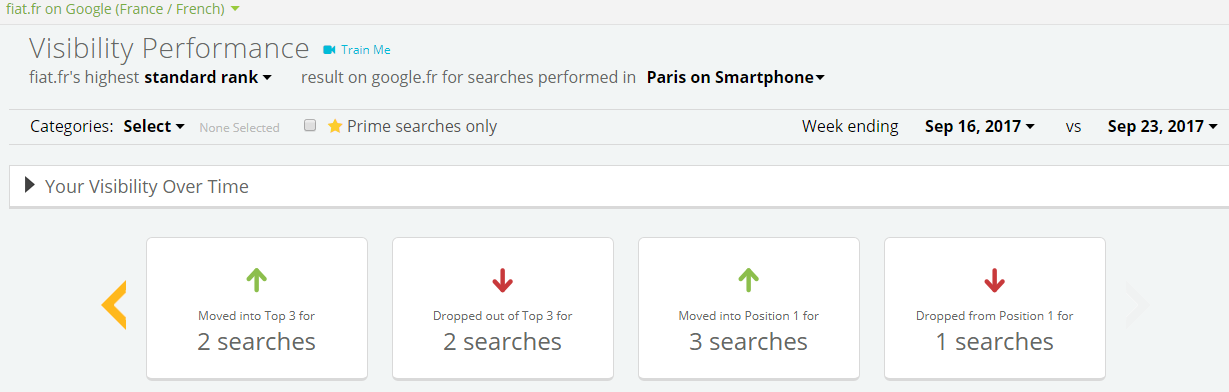 fiat.fr on Google (France / French)
Visibility Performance Train Me
fiat.fr's highest standard rank result on google.fr for searches performed in Paris on Smartphone
Categories: Select None Selected Prime searches only Week ending Sep 16, 2017 vs Sep 23, 2017
Your Visibility Over Time
Moved into Top 3 for
2 searches
Dropped out of Top 3 for
2 searches
Moved into Position 1 for
3 searches
Dropped from Position 1 for
1 searches